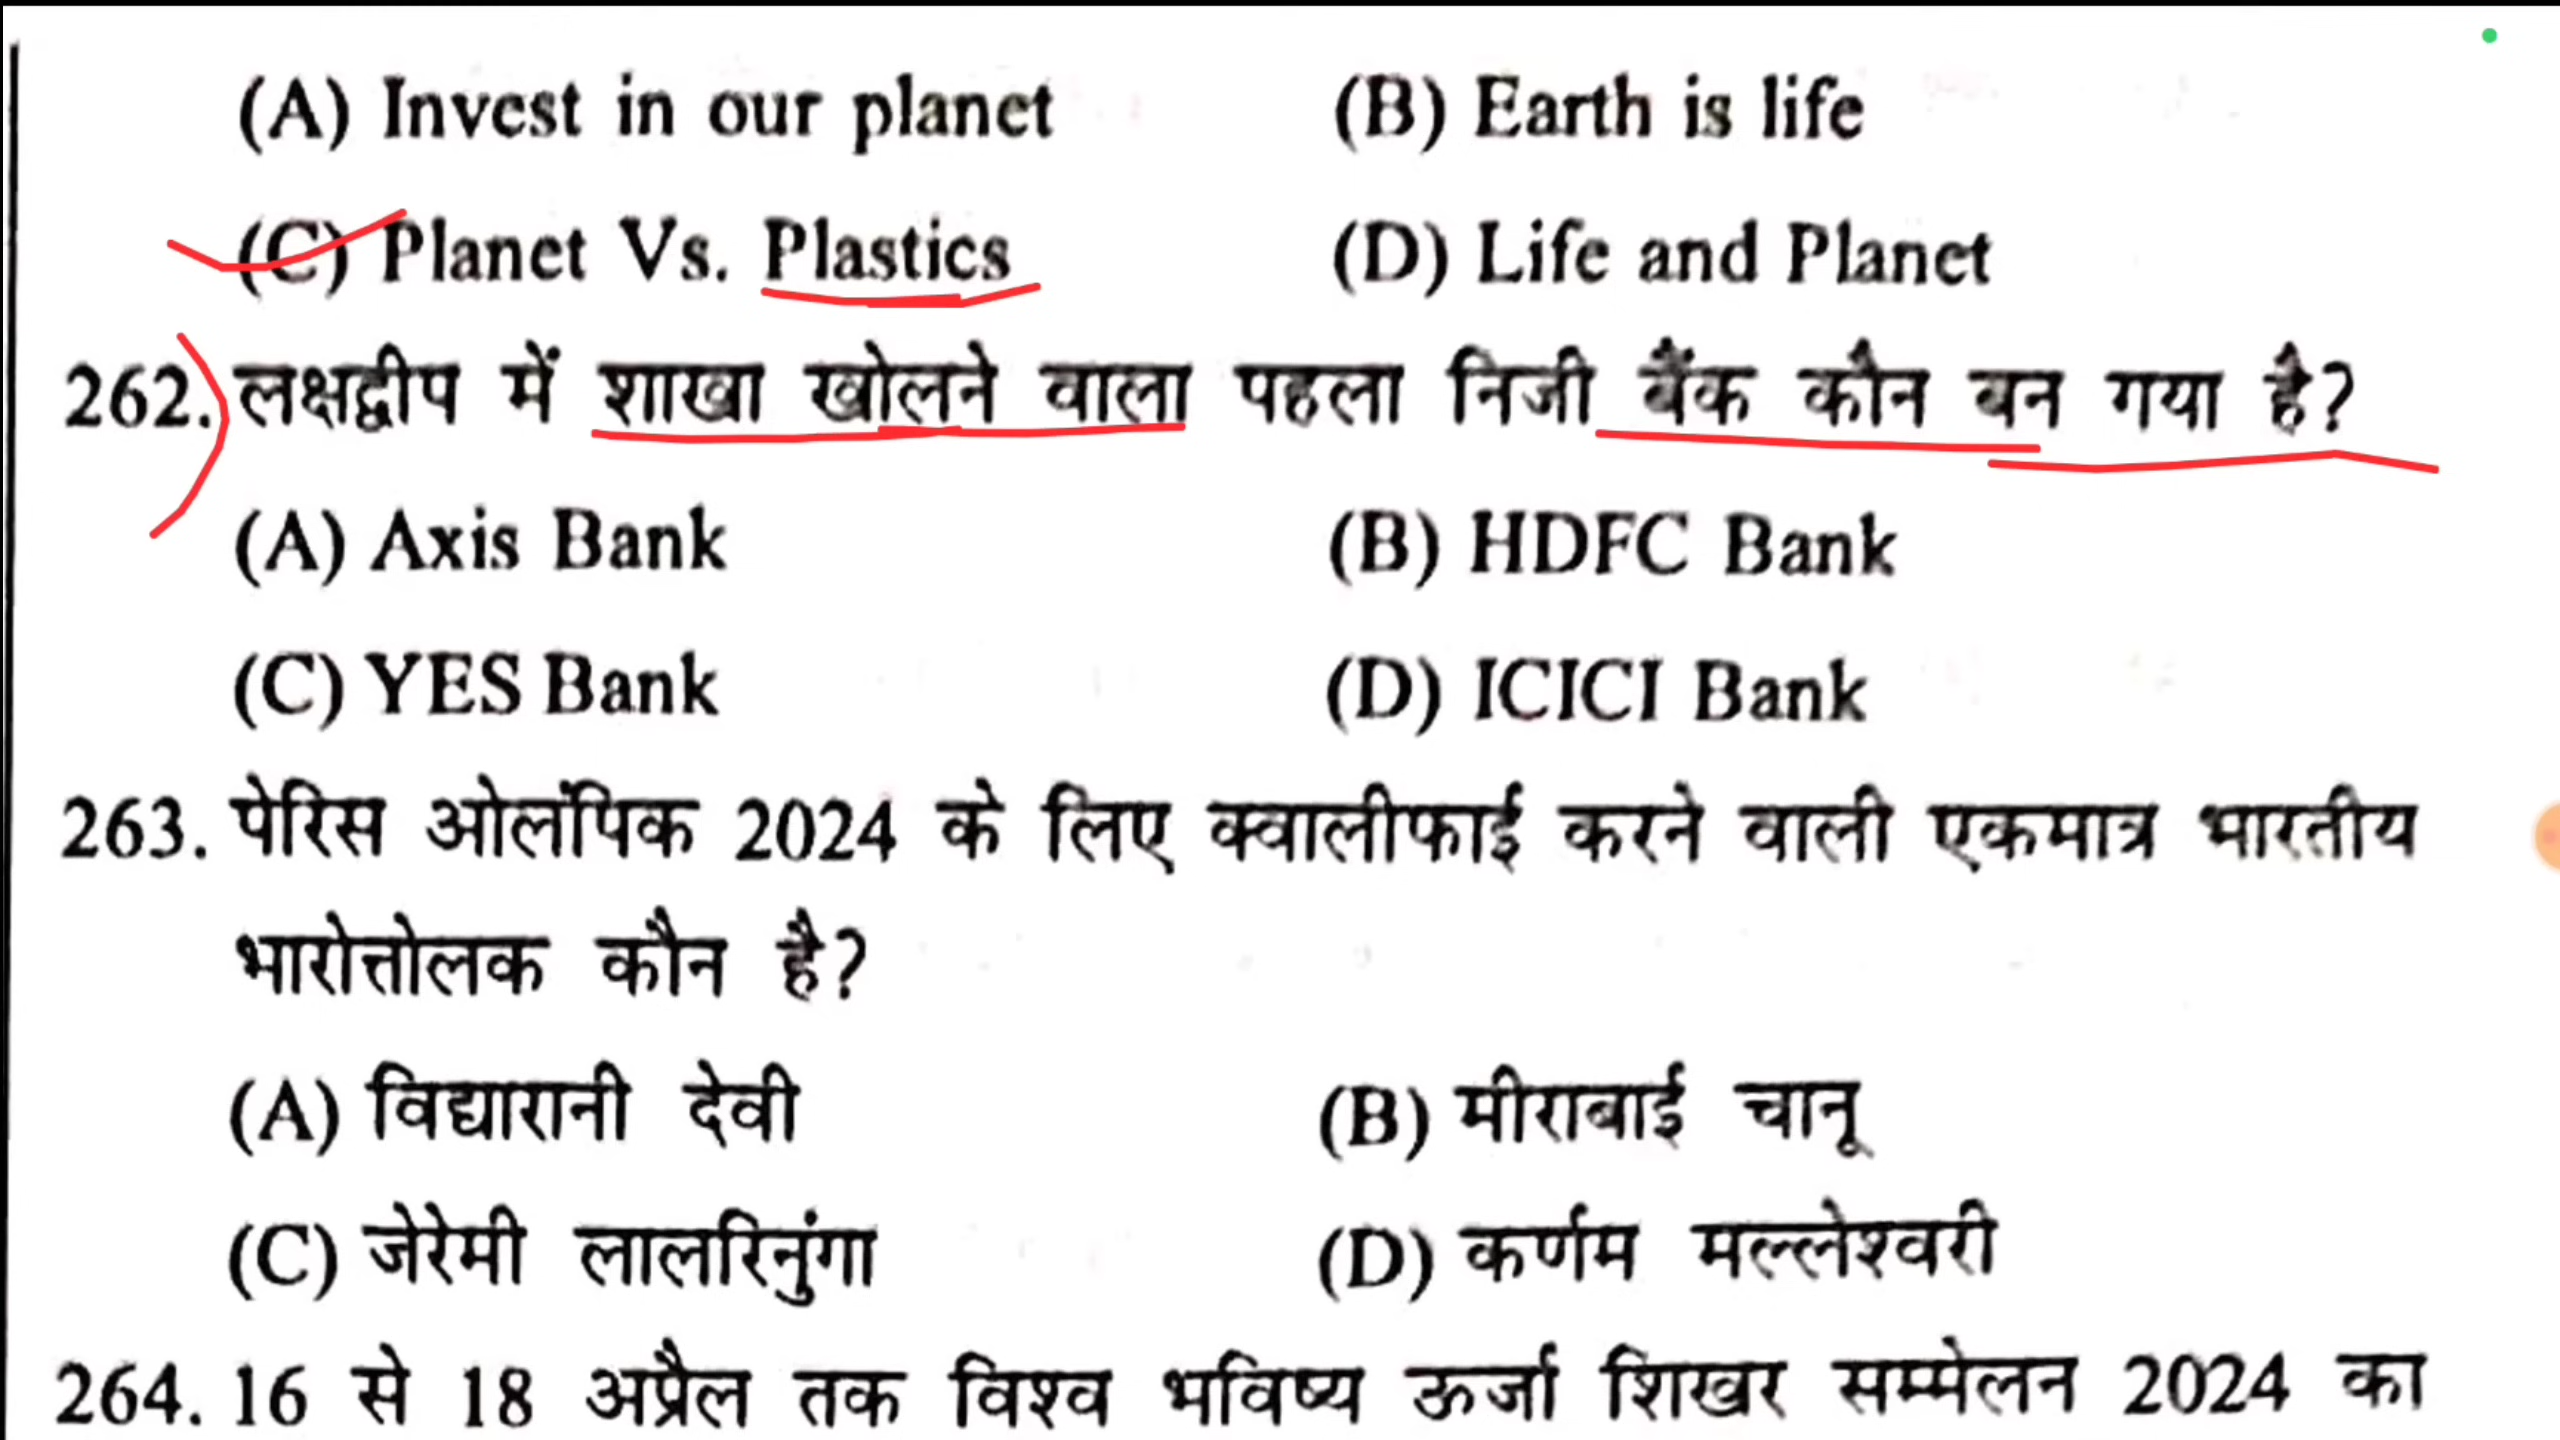 (A) Invest in our planet (B) Earth is life
(C) Planet Vs. Plastics (D) Life and Planet
262. लक्षद्वीप में शाखा खोलने वाला पहला निजी बैंक कौन बन गया है?
(A) Axis Bank (B) HDFC Bank
(C) YES Bank (D) ICICI Bank
263. पेरिस ओलंपिक 2024 के लिए क्वालीफाई करने वाली एकमात्र भारतीय
भारोत्तोलक कौन है?
(A) विद्यारानी देवी (B) मीराबाई चानू
(C) जेरेमी लालरिनुंगा (D) कर्णम मल्लेश्वरी
264. 16 से 18 अप्रैल तक विश्व भविष्य ऊर्जा शिखर सम्मेलन 2024 का